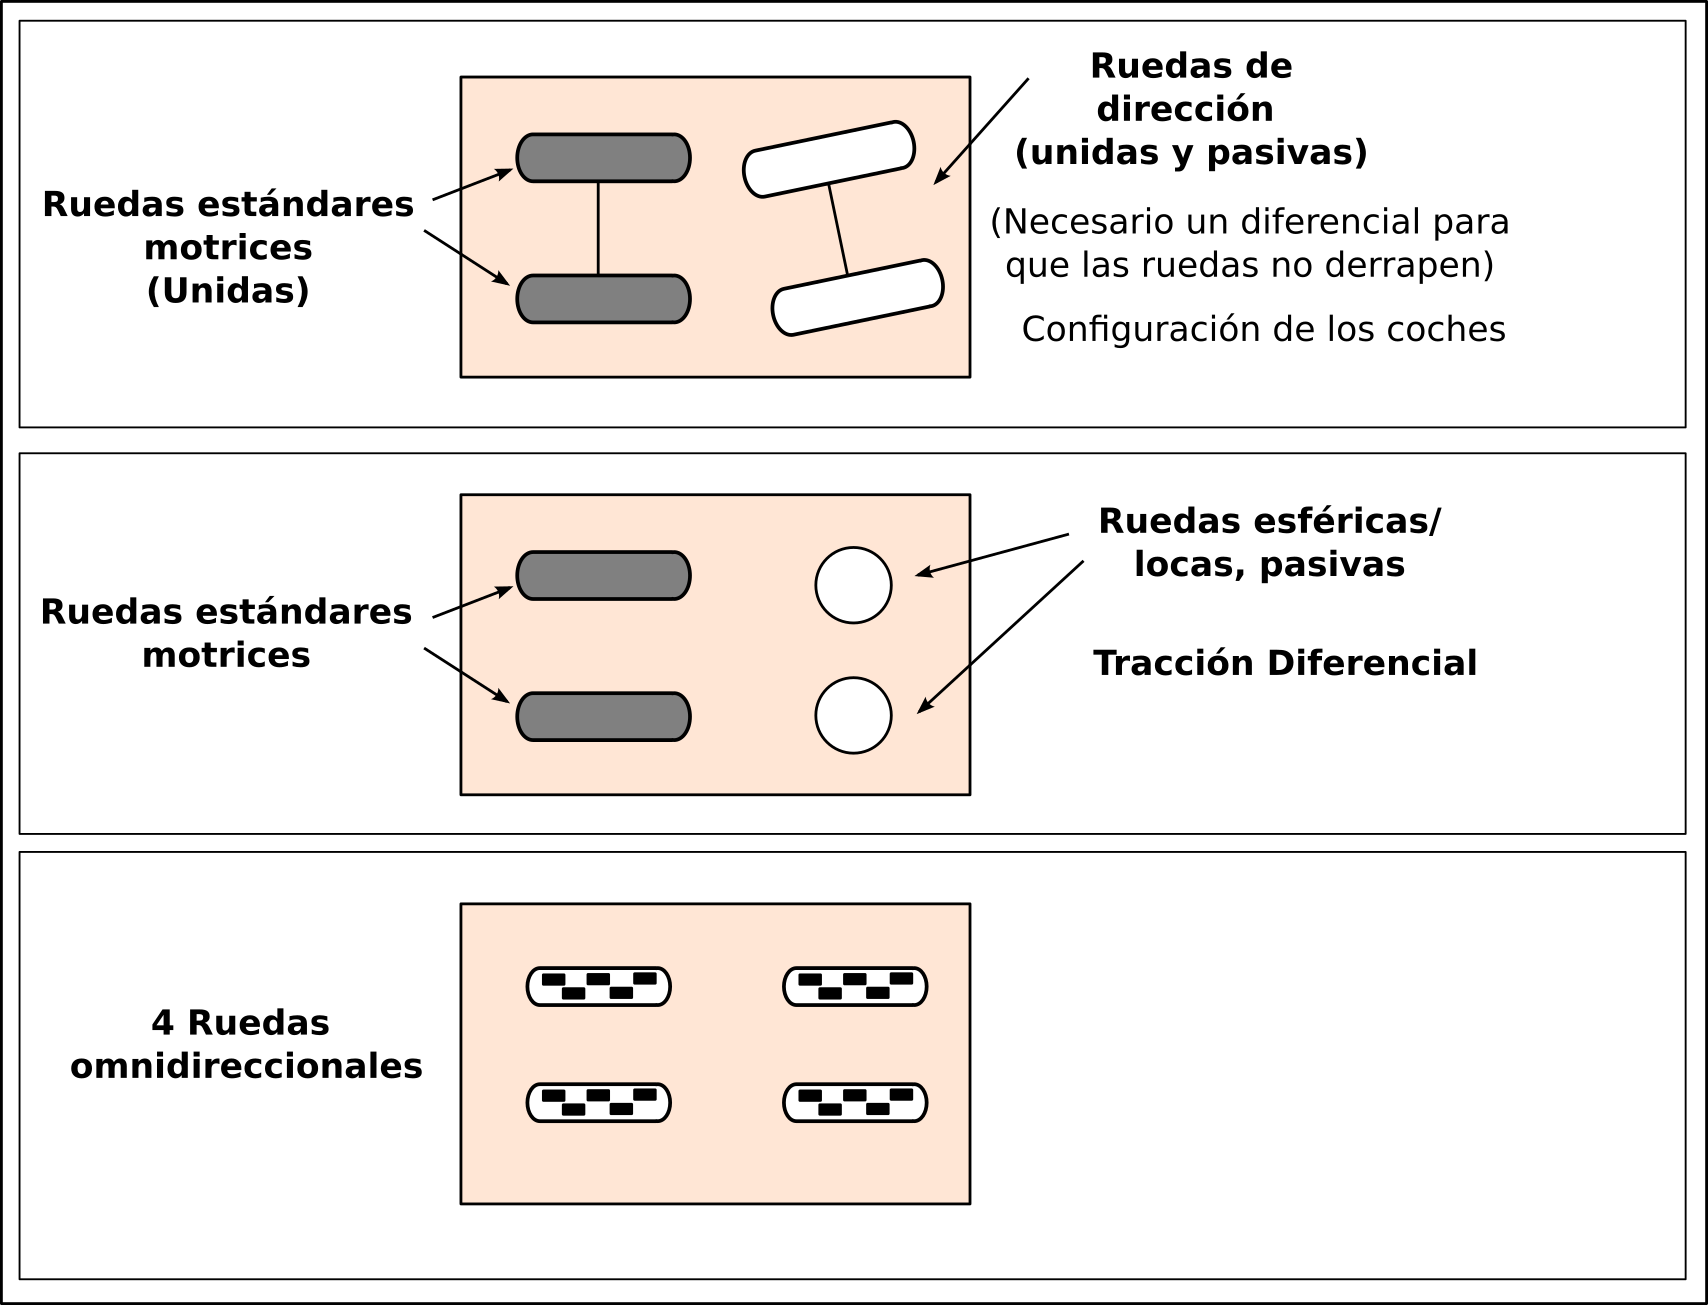 Ruedas estándares
motrices
(Unidas)
Ruedas de
dirección
(unidas y pasivas)
(Necesario un diferencial para
que las ruedas no derrapen)
Configuración de los coches
Ruedas estándares
motrices
Ruedas esféricas/
locas, pasivas
Tracción Diferencial
4 Ruedas
omnidireccionales